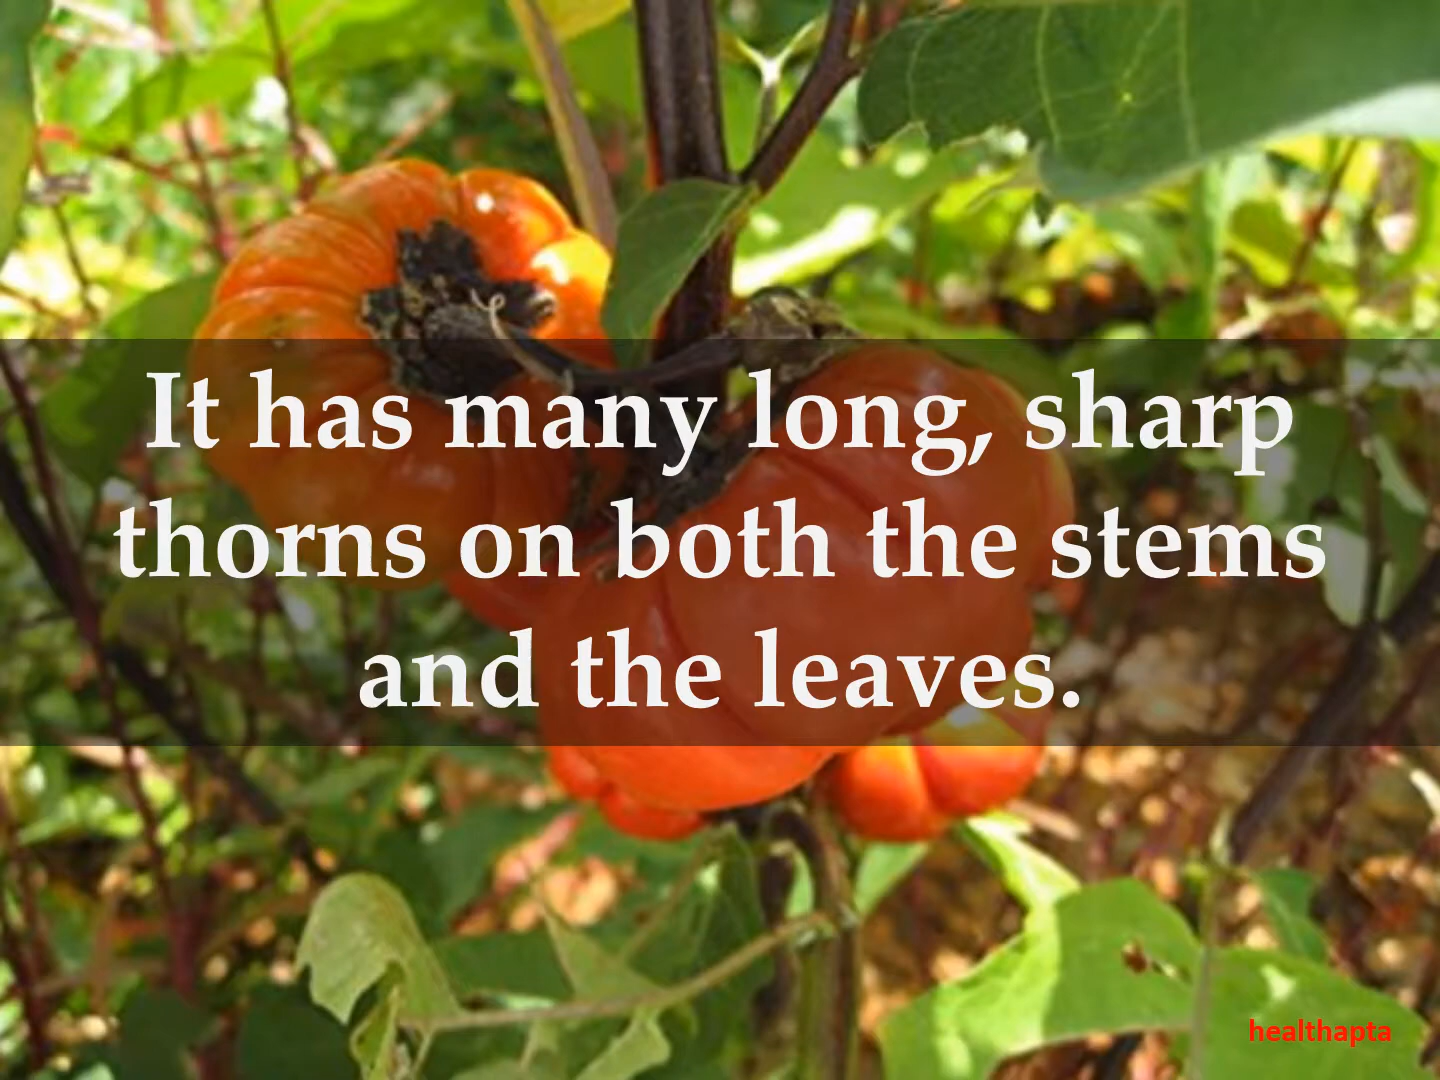 It has many long, sharp
thorns on both the stems
and the leaves.
healthapta